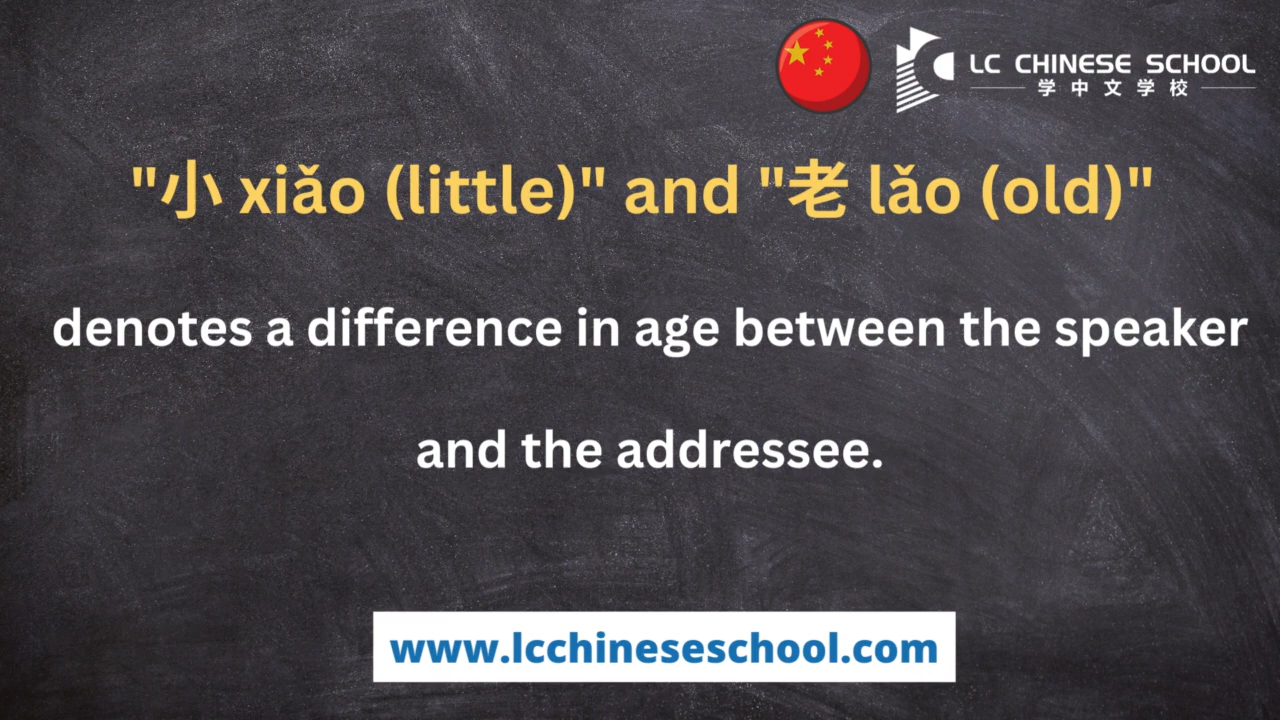 LC CHINESE SCHOOL
学中文学校
"小 xiǎo (little)" and "老 lǎo (old)"
denotes a difference in age between the speaker
and the addressee.
www.lcchineseschool.com